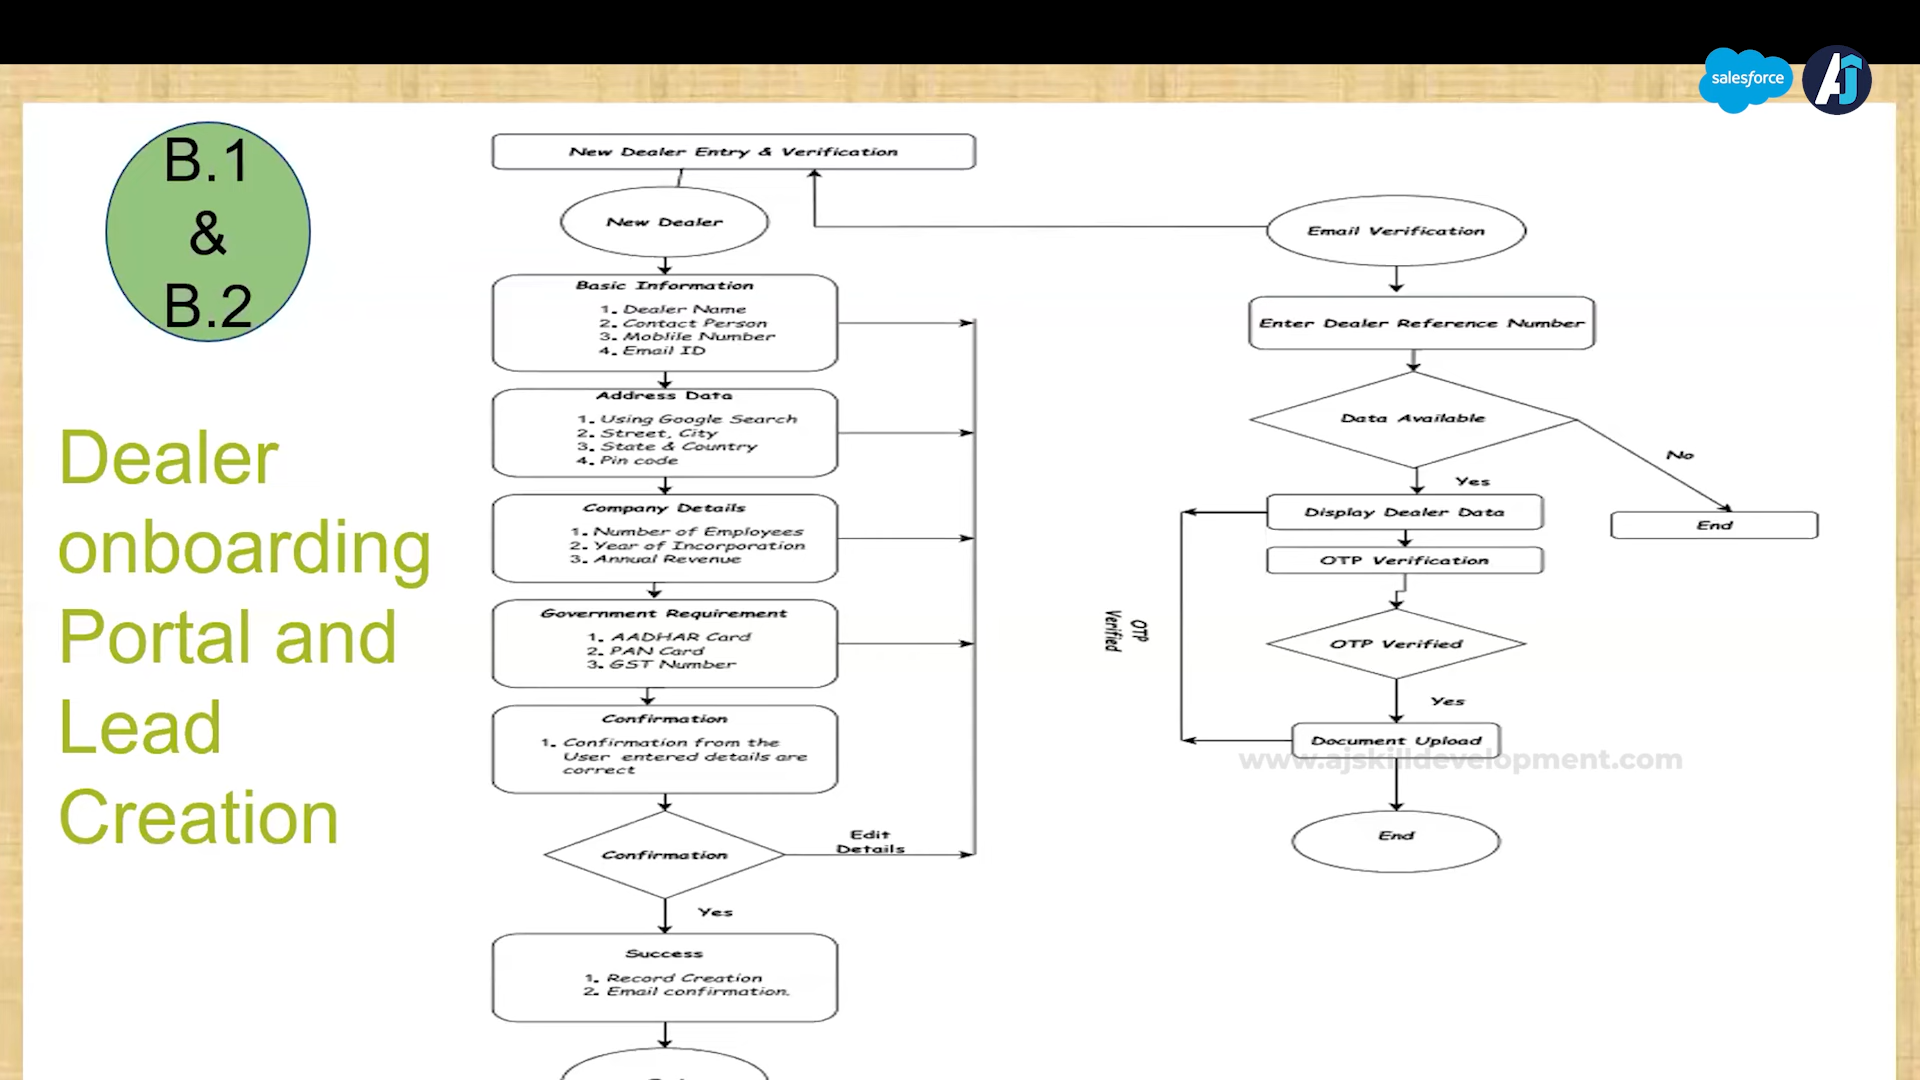 salesforce
AJ
B.1
&
B.2
Dealer
onboarding
Portal and
Lead
Creation
New Dealer Entry & Verification
New Dealer
Basic Information
1. Dealer Name
2. Contact Person
3. Moblile Number
4. Email ID
Address Data
1. Using Google Search
2. Street, City
3. State & Country
4. Pin code
Company Details
1. Number of Employees
2. Year of Incorporation
3. Annual Revenue
Government Requirement
1. AADHAR Card
2. PAN Card
3. GST Number
Confirmation
1. Confirmation from the
User entered details are
correct
Confirmation
Edit
Details
Yes
Success
1. Record Creation
2. Email confirmation.
Email Verification
Enter Dealer Reference Number
Data Available
No
Yes
Display Dealer Data
End
OTP Verification
OTP
Verified
OTP Verified
Yes
Document Upload
www.ajskilldevelopment.com
End